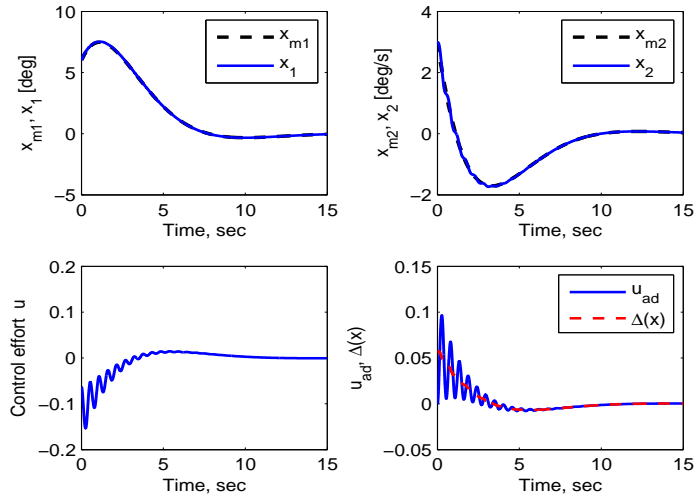 10
5
0
−5
0
5
10
15
Time, sec
x_m1, x_1 [deg]
x_m1
x_1
4
2
0
−2
0
5
10
15
Time, sec
x_m2, x_2 [deg/s]
x_m2
x_2
0.2
0.1
0
−0.1
−0.2
0
5
10
15
Time, sec
Control effort u
0.15
0.1
0.05
0
−0.05
0
5
10
15
Time, sec
u_ad, Δ(x)
u_ad
Δ(x)